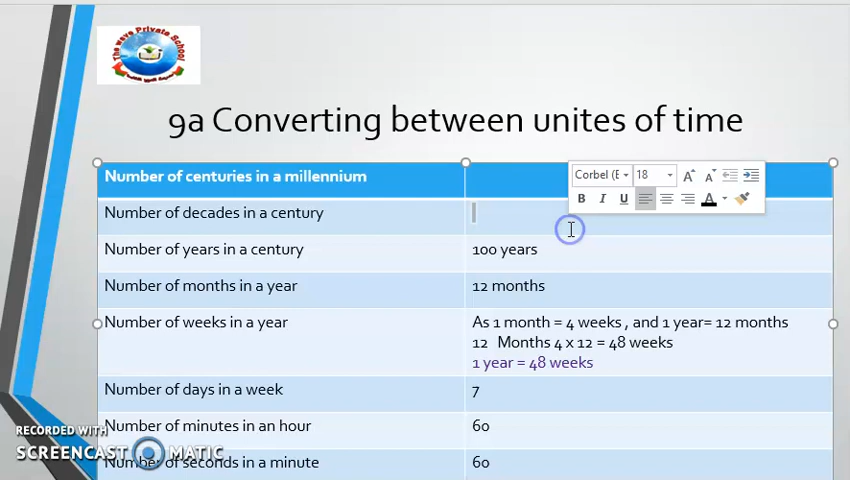 The wave Private School
9a Converting between unites of time
Number of centuries in a millennium
Corbel (E
18
A
A
B
I
U
A
Number of decades in a century
Number of years in a century
100 years
Number of months in a year
12 months
Number of weeks in a year
As 1 month = 4 weeks , and 1 year= 12 months
12 Months 4 x 12 = 48 weeks
1 year = 48 weeks
Number of days in a week
7
Number of minutes in an hour
60
Number of seconds in a minute
60
RECORDED WITH
SCREENCAST MATIC